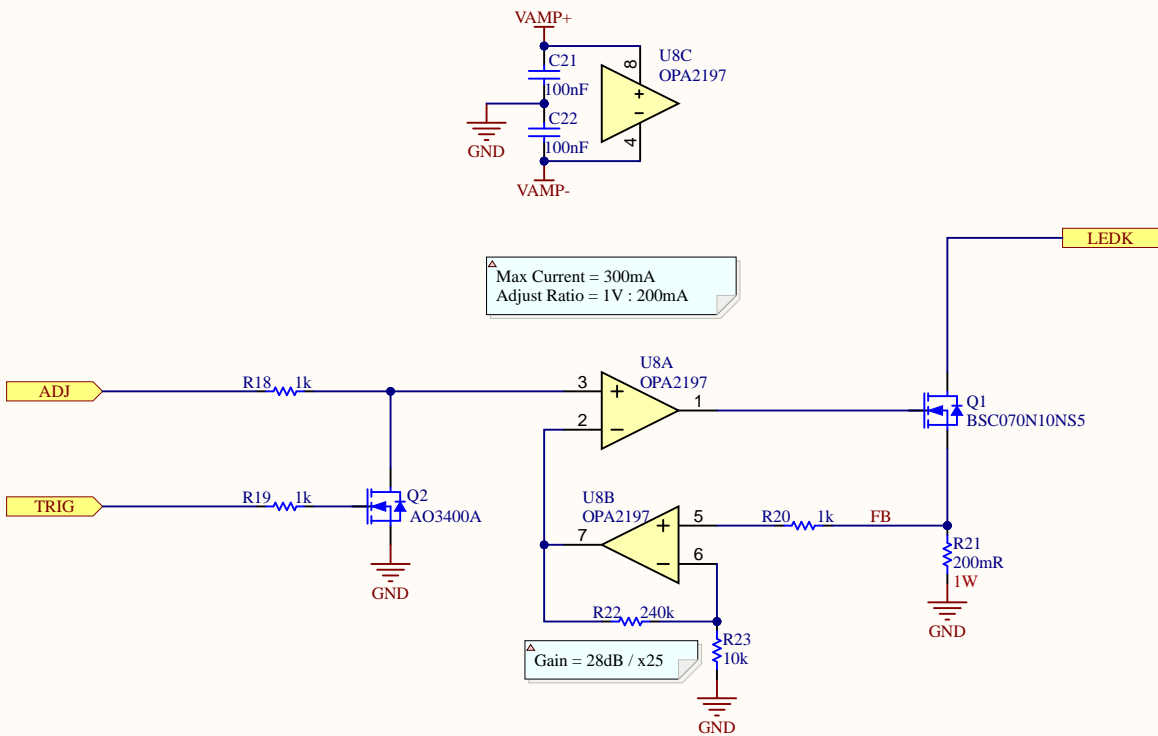 VAMP+
C21
100nF
C22
100nF
GND
VAMP-
8
4
U8C
OPA2197
LEDK
Max Current = 300mA
Adjust Ratio = 1V : 200mA
ADJ
R18 1k
3
2
U8A
OPA2197
1
Q1
BSC070N10NS5
TRIG
R19 1k
Q2
AO3400A
GND
U8B
OPA2197
7
5
6
R20 1k
FB
R21
200mR
1W
GND
R22 240k
R23
10k
GND
Gain = 28dB / x25